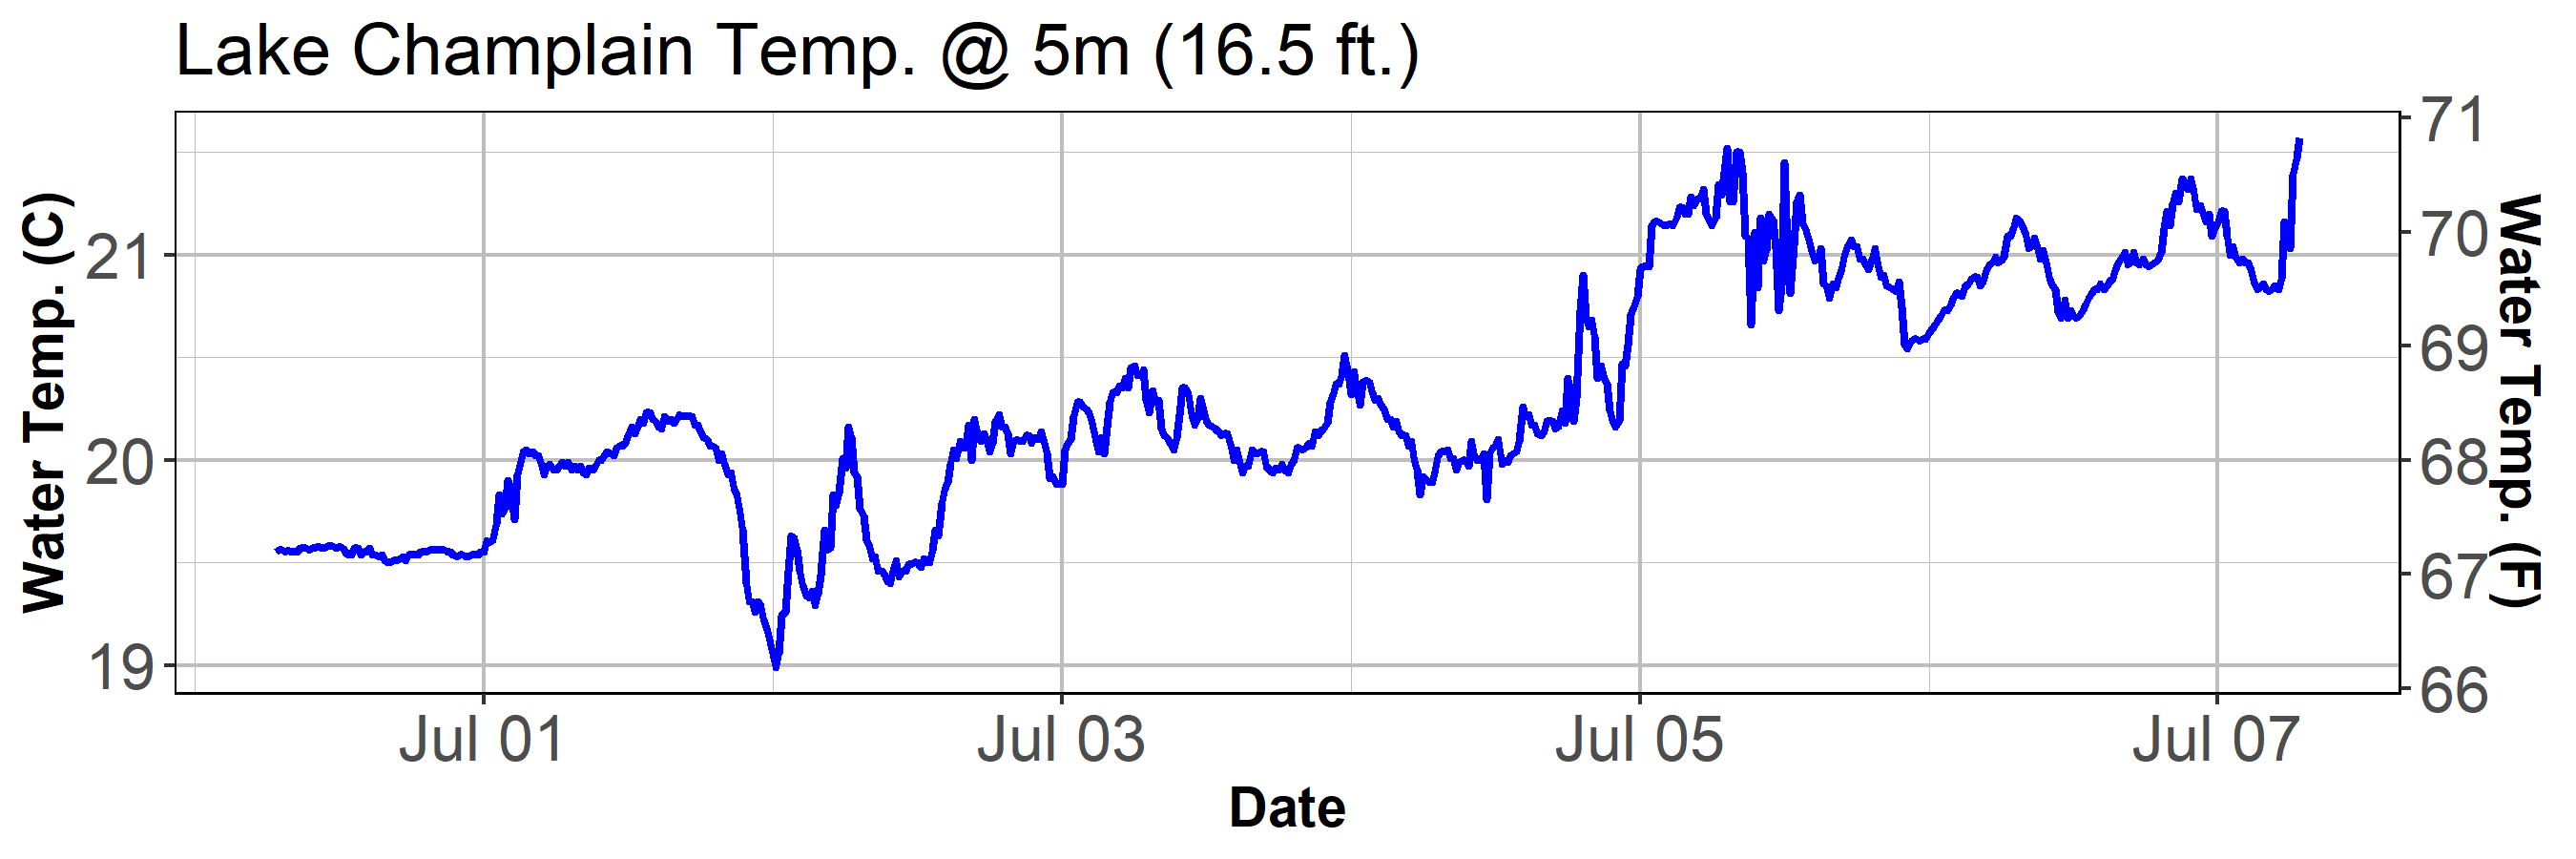 Lake Champlain Temp. @ 5m (16.5 ft.)
Water Temp. (C)
21
20
19
71
70
69
68
67
66
Water Temp. (F)
Jul 01 Jul 03 Jul 05 Jul 07
Date